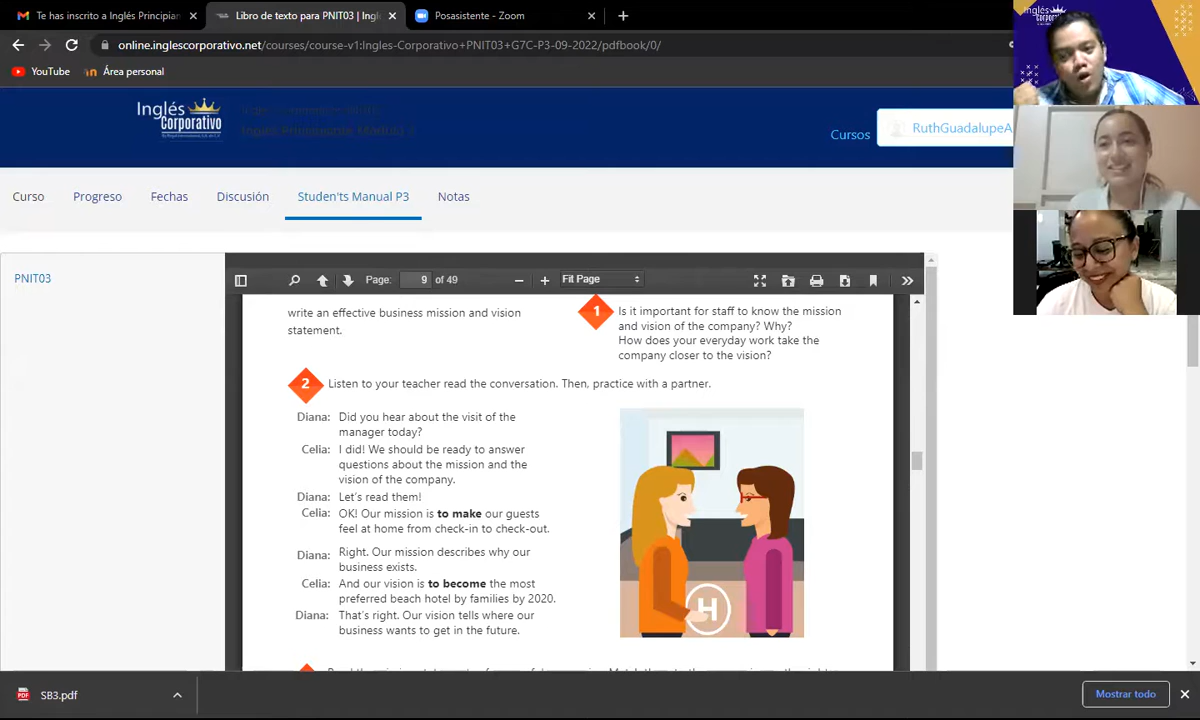 Te has inscrito a Inglés Principian
Libro de texto para PNIT03 | Ingl
Posasistente - Zoom
online.inglescorporativo.net/courses/course-v1:Ingles-Corporativo+PNIT03+G7C-P3-09-2022/pdfbook/0/
YouTube
Área personal
Inglés
Corporativo
Cursos
RuthGuadalupeA
Curso
Progreso
Fechas
Discusión
Studen'ts Manual P3
Notas
PNIT03
Page:
9
of 49
Fit Page
write an effective business mission and vision
statement.
1
Is it important for staff to know the mission
and vision of the company? Why?
How does your everyday work take the
company closer to the vision?
2
Listen to your teacher read the conversation. Then, practice with a partner.
Diana: Did you hear about the visit of the
manager today?
Celia: I did! We should be ready to answer
questions about the mission and the
vision of the company.
Diana: Let's read them!
Celia: OK! Our mission is to make our guests
feel at home from check-in to check-out.
Diana: Right. Our mission describes why our
business exists.
Celia: And our vision is to become the most
preferred beach hotel by families by 2020.
Diana: That's right. Our vision tells where our
business wants to get in the future.
H
SB3.pdf
Mostrar todo